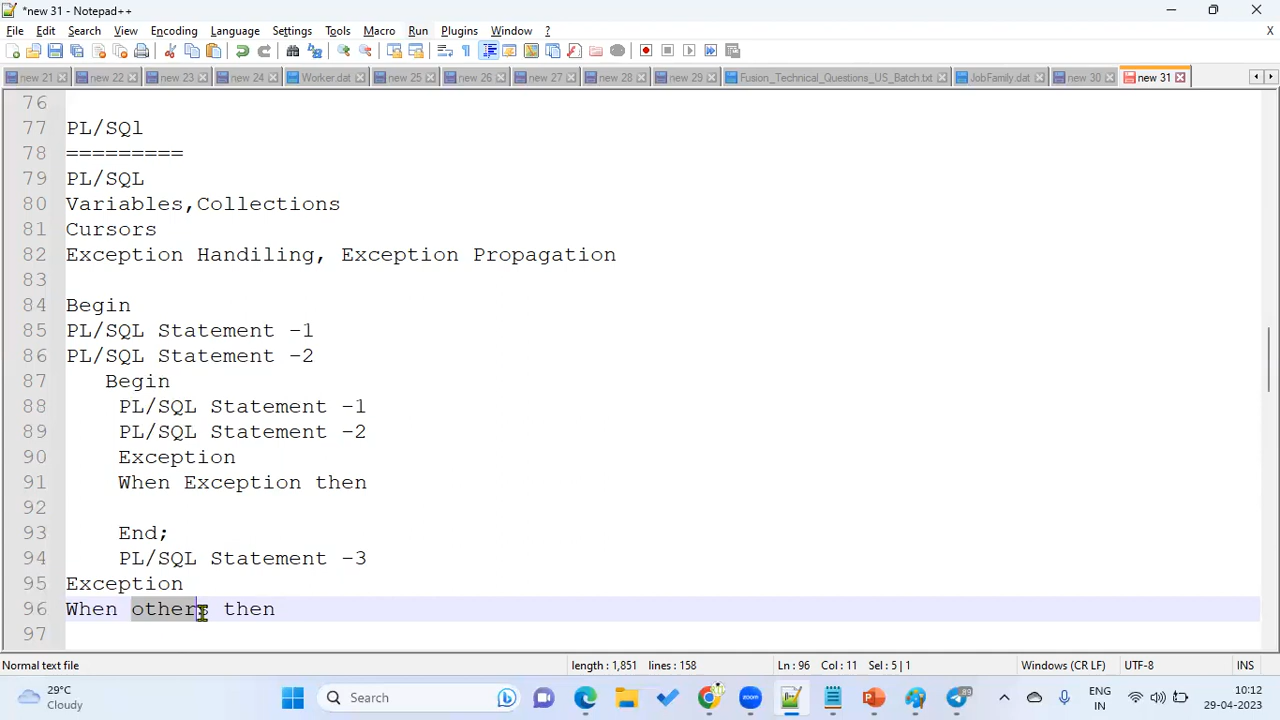 *new 31 - Notepad++
File Edit Search View Encoding Language Settings Tools Macro Run Plugins Window ?
X
new 21 new 22 new 23 new 24 Worker.dat new 25 new 26 new 27 new 28 new 29 Fusion_Technical_Questions_US_Batch.txt JobFamily.dat new 30 new 31
76
77 PL/SQl
78 =========
79 PL/SQL
80 Variables,Collections
81 Cursors
82 Exception Handiling, Exception Propagation
83
84 Begin
85 PL/SQL Statement -1
86 PL/SQL Statement -2
87 Begin
88 PL/SQL Statement -1
89 PL/SQL Statement -2
90 Exception
91 When Exception then
92
93 End;
94 PL/SQL Statement -3
95 Exception
96 When others then
97
Normal text file length : 1,851 lines : 158 Ln : 96 Col : 11 Sel : 5 | 1 Windows (CR LF) UTF-8 INS
29°C
Cloudy
Search
89
ENG
IN
10:12
29-04-2023